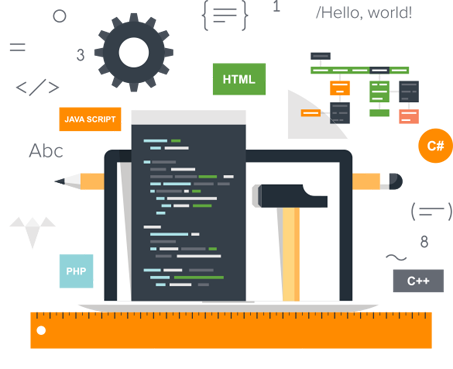 1
/Hello, world!
3
HTML
</>
JAVA SCRIPT
C#
Abc
8
PHP
C++